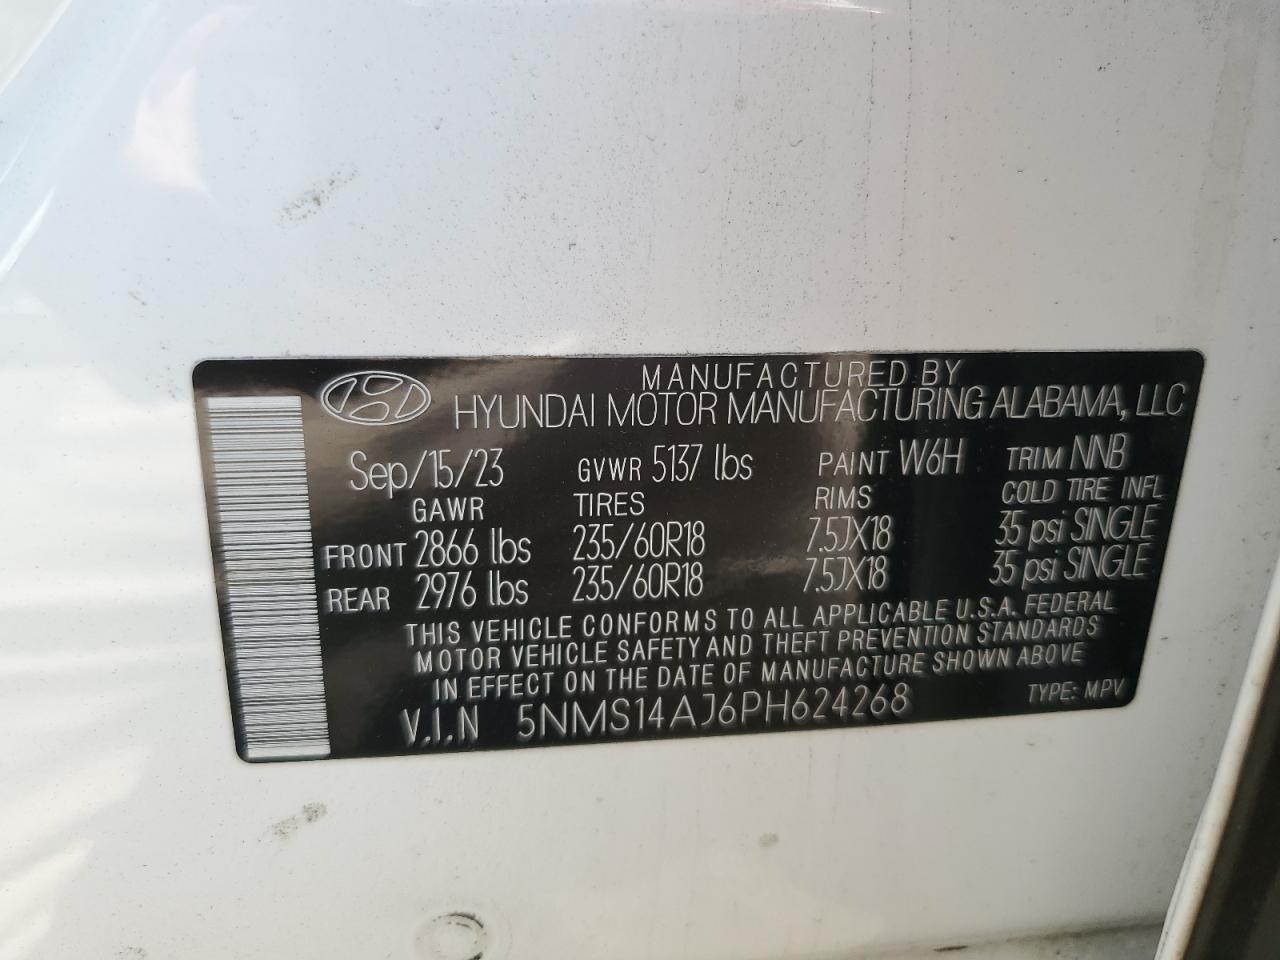 MANUFACTURED BY
HYUNDAI MOTOR MANUFACTURING ALABAMA, LLC
Sep/15/23 GVWR 5137 lbs PAINT W6H TRIM NNB
GAWR TIRES RIMS COLD TIRE INFL
FRONT 2866 lbs 235/60R18 7.5JX18 35 psi SINGLE
REAR 2976 lbs 235/60R18 7.5JX18 35 psi SINGLE
THIS VEHICLE CONFORMS TO ALL APPLICABLE U.S.A. FEDERAL
MOTOR VEHICLE SAFETY AND THEFT PREVENTION STANDARDS
IN EFFECT ON THE DATE OF MANUFACTURE SHOWN ABOVE
V.I.N 5NMS14AJ6PH624268 TYPE: MPV